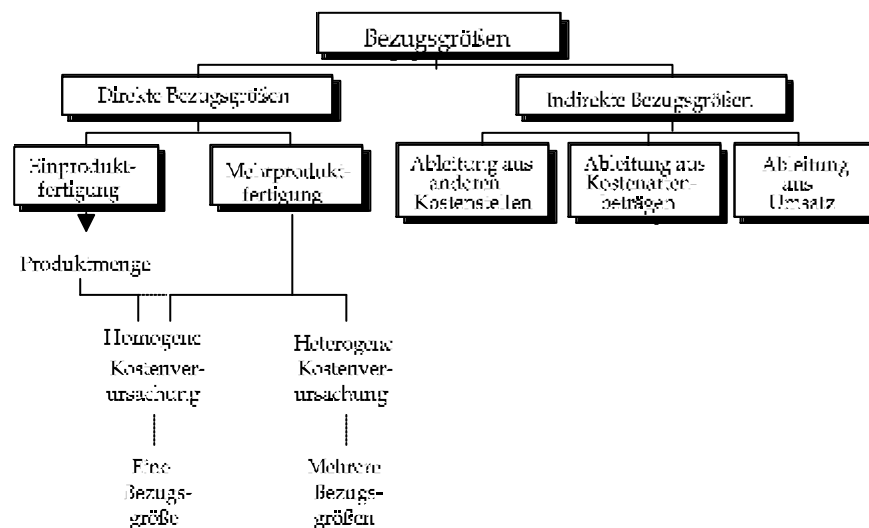 Bezugsgrößen
Direkte Bezugsgrößen
Indirekte Bezugsgrößen
Einprodukt-
fertigung
Mehrprodukt-
fertigung
Ableitung aus
anderen
Kostenstellen
Ableitung aus
Kostenarten-
beträgen
Ableitung
aus
Umsatz
Produktmenge
Homogene
Kostenver-
ursachung
Heterogene
Kostenver-
ursachung
Eine
Bezugs-
größe
Mehrere
Bezugs-
größen